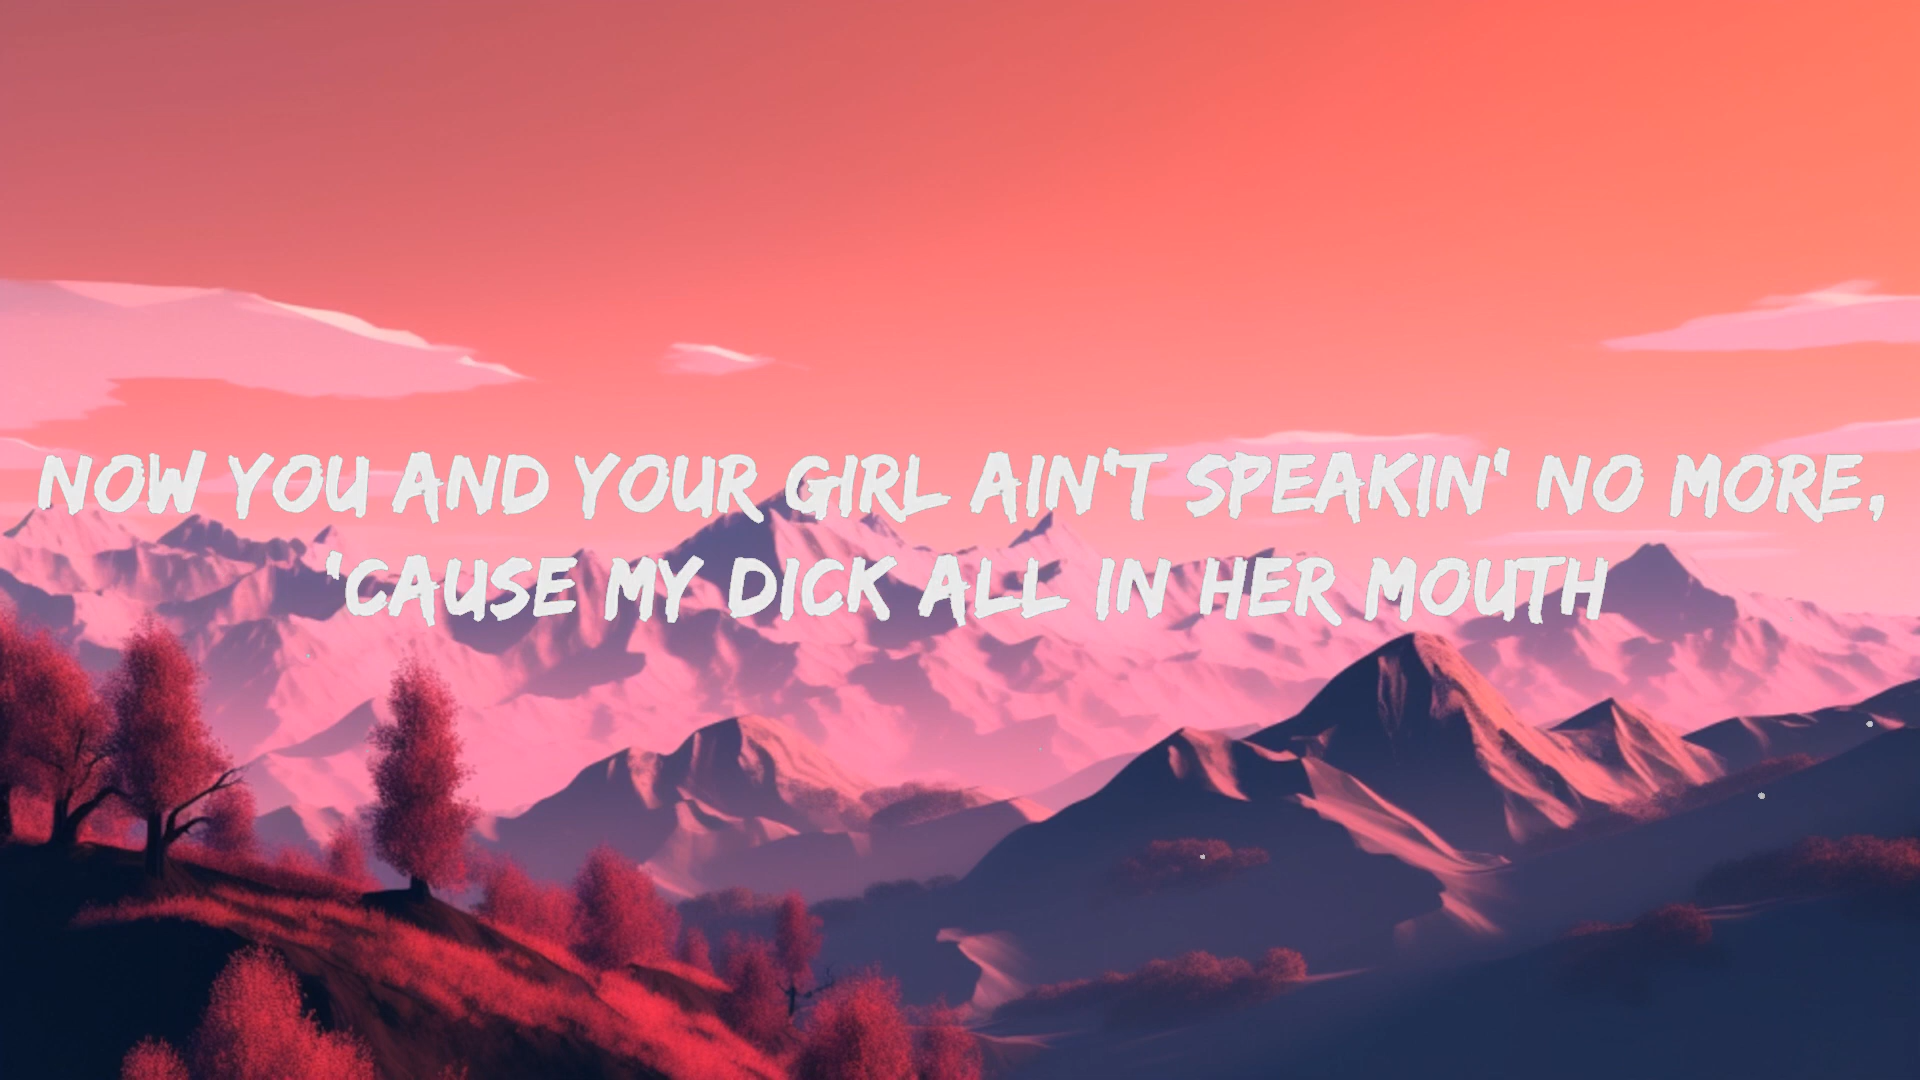 NOW YOU AND YOUR GIRL AIN'T SPEAKIN' NO MORE,
'CAUSE MY DICK ALL IN HER MOUTH